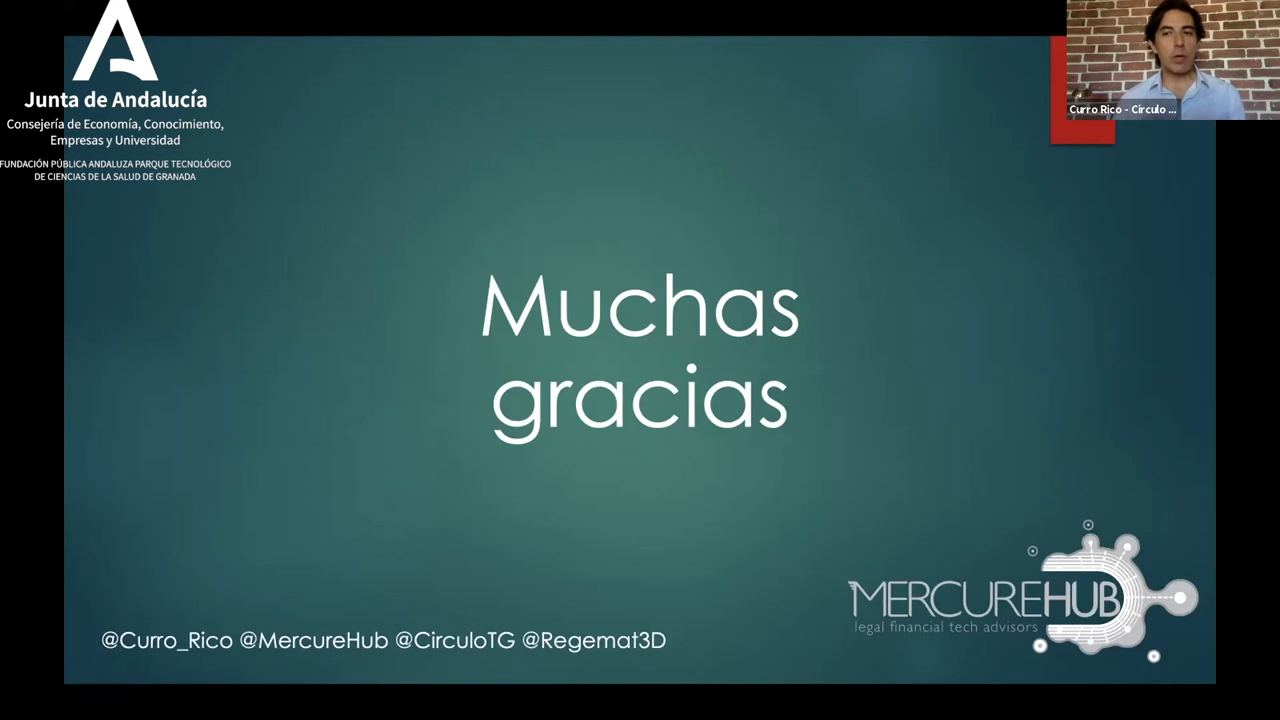 Junta de Andalucía
Consejería de Economía, Conocimiento,
Empresas y Universidad
FUNDACIÓN PÚBLICA ANDALUZA PARQUE TECNOLÓGICO
DE CIENCIAS DE LA SALUD DE GRANADA
Curro Rico - Círculo ...
Muchas
gracias
MERCUREHUB
legal financial tech advisors
@Curro_Rico @MercureHub @CirculoTG @Regemat3D